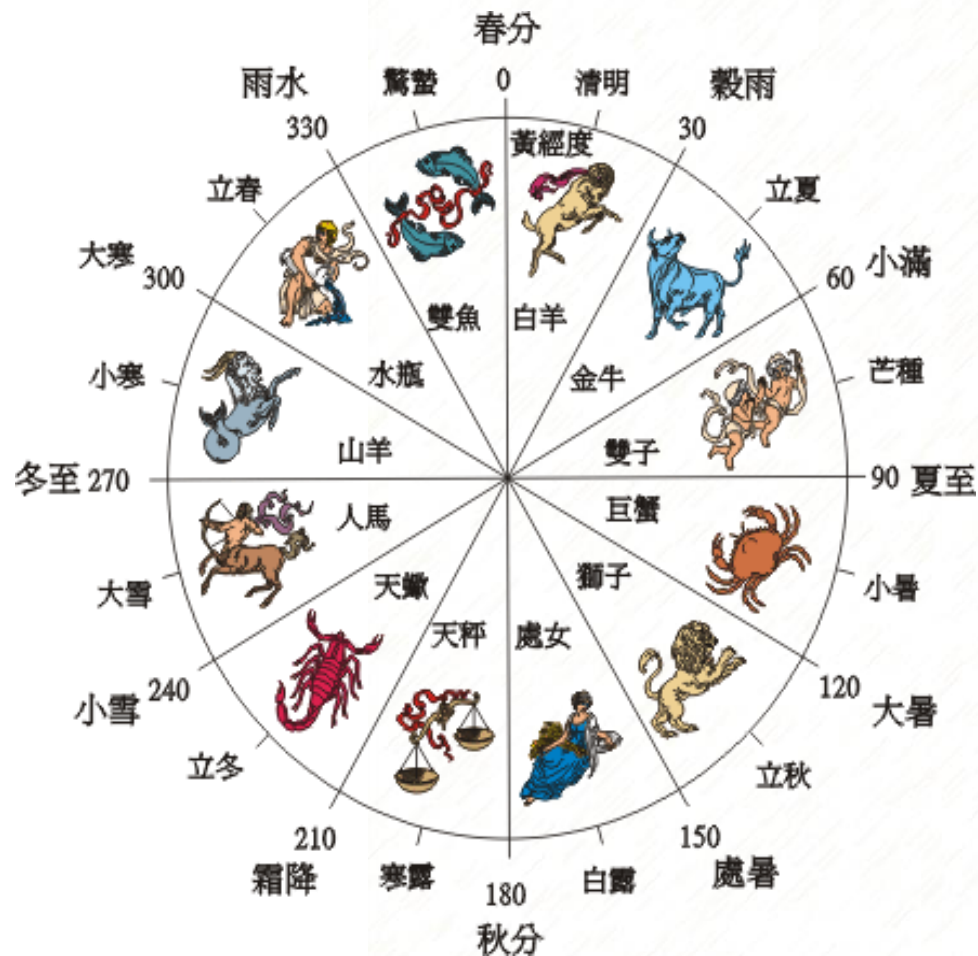 春分
雨水
驚蟄
0
清明
穀雨
330
黃經度
30
立春
立夏
大寒
300
小滿
60
雙魚
白羊
小寒
水瓶
金牛
芒種
山羊
雙子
冬至 270
90 夏至
人馬
巨蟹
大雪
天蠍
獅子
小暑
天秤
處女
小雪 240
120 大暑
立冬
立秋
210
150
霜降
寒露
180
白露
處暑
秋分